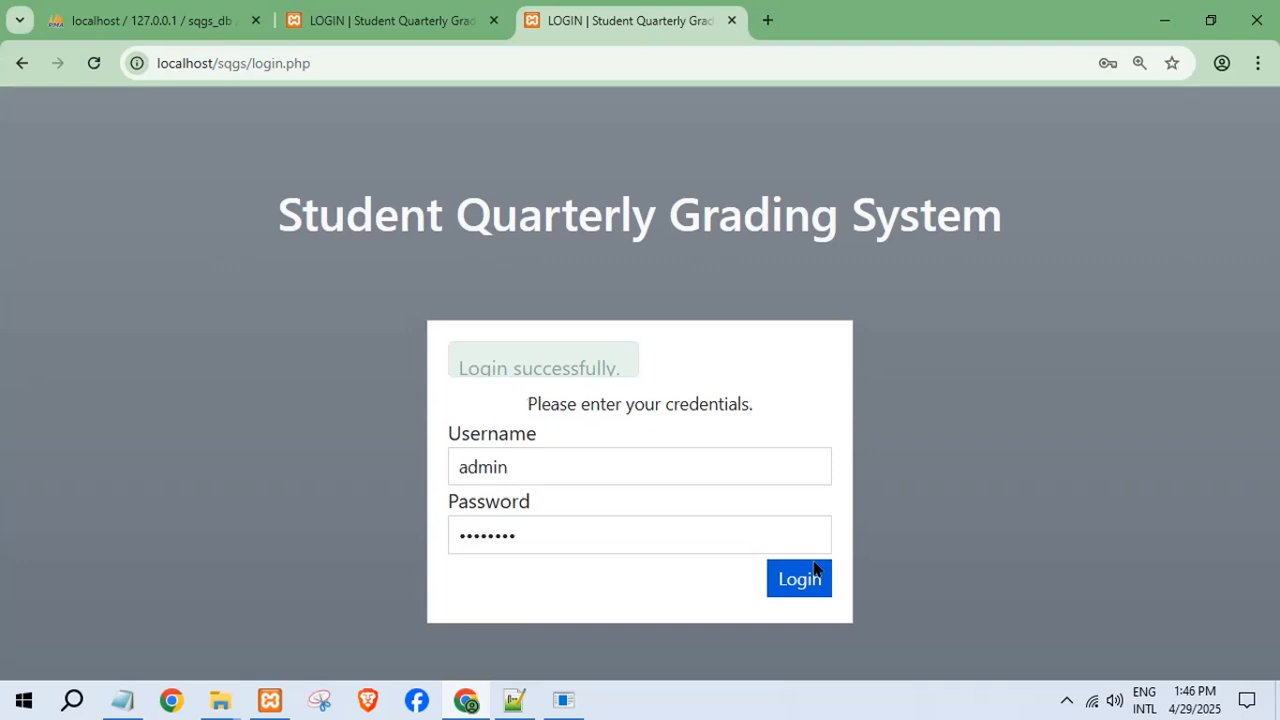 localhost / 127.0.0.1 / sqgs_db
LOGIN | Student Quarterly Grad
LOGIN | Student Quarterly Grad
localhost/sqgs/login.php
Student Quarterly Grading System
Login successfully.
Please enter your credentials.
Username
admin
Password
••••••••
Login
ENG
INTL
1:46 PM
4/29/2025